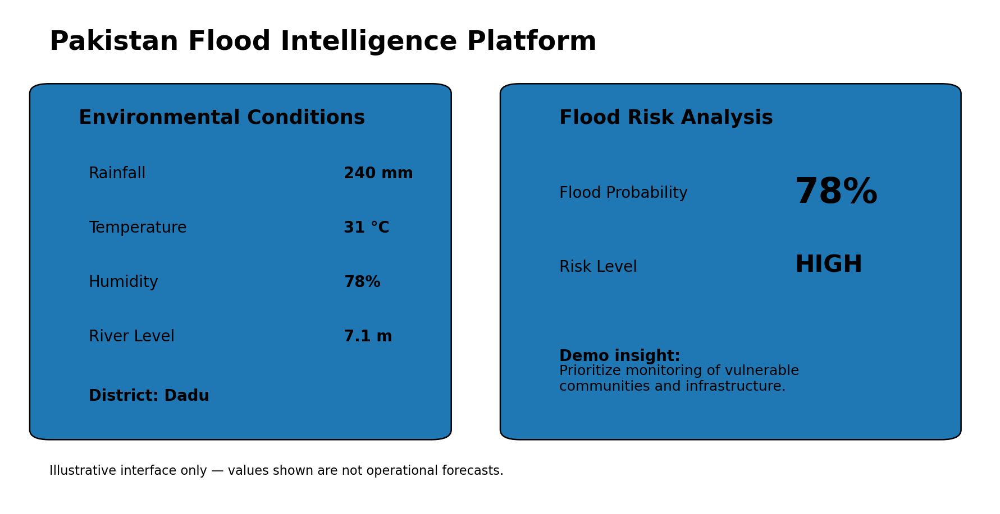 Pakistan Flood Intelligence Platform
Environmental Conditions
Rainfall 240 mm
Temperature 31 °C
Humidity 78%
River Level 7.1 m
District: Dadu
Flood Risk Analysis
Flood Probability 78%
Risk Level HIGH
Demo insight:
Prioritize monitoring of vulnerable
communities and infrastructure.
Illustrative interface only — values shown are not operational forecasts.